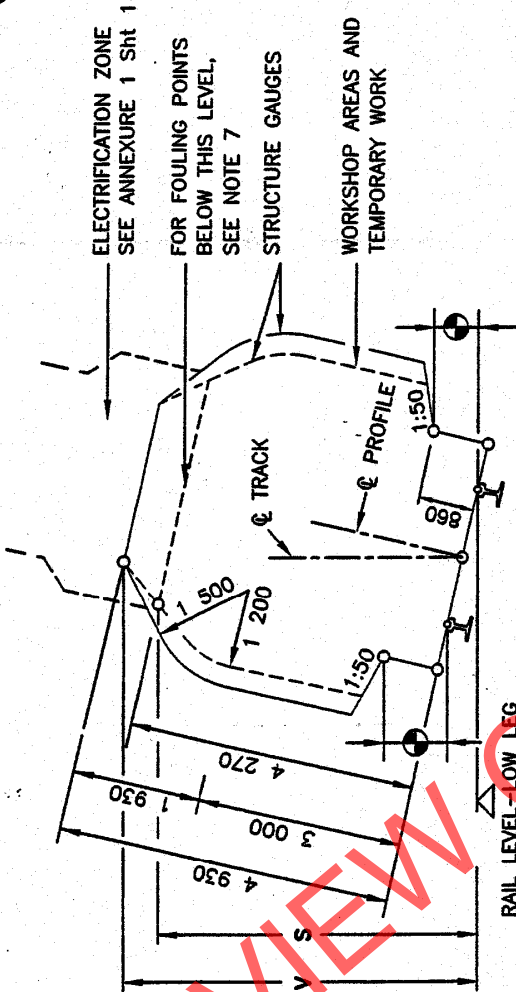 ELECTRIFICATION ZONE
SEE ANNEXURE 1 Sht 1
FOR FOULING POINTS
BELOW THIS LEVEL,
SEE NOTE 7
STRUCTURE GAUGES
WORKSHOP AREAS AND
TEMPORARY WORK
℄ TRACK
℄ PROFILE
1 500
1 200
1:50
1:50
860
4 270
1 930
3 000
4 930
S
V
RAIL LEVEL-LOW LEG
VIEW